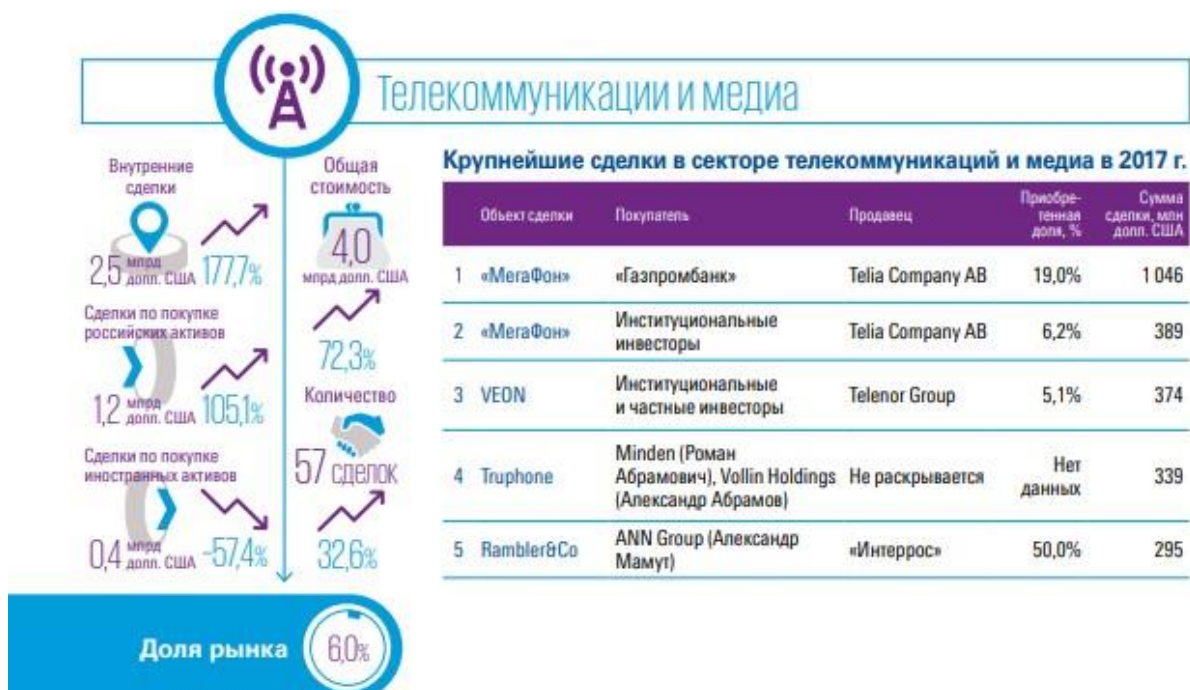 Телекоммуникации и медиа
Внутренние
сделки
2,5 млрд
долл. США 177,7%
Сделки по покупке
российских активов
1,2 млрд
долл. США 105,1%
Сделки по покупке
иностранных активов
0,4 млрд
долл. США -57,4%
Общая
стоимость
4,0
млрд долл. США
72,3%
Количество
57 сделок
32,6%
Доля рынка 6,0%
Крупнейшие сделки в секторе телекоммуникаций и медиа в 2017 г.
Объект сделки Покупатель Продавец Приобре-
тенная
доля, % Сумма
сделки, млн
долл. США
1 «МегаФон» «Газпромбанк» Telia Company AB 19,0% 1 046
2 «МегаФон» Институциональные
инвесторы Telia Company AB 6,2% 389
3 VEON Институциональные
и частные инвесторы Telenor Group 5,1% 374
4 Truphone Minden (Роман
Абрамович), Vollin Holdings
(Александр Абрамов) Не раскрывается Нет
данных 339
5 Rambler&Co ANN Group (Александр
Мамут) «Интеррос» 50,0% 295